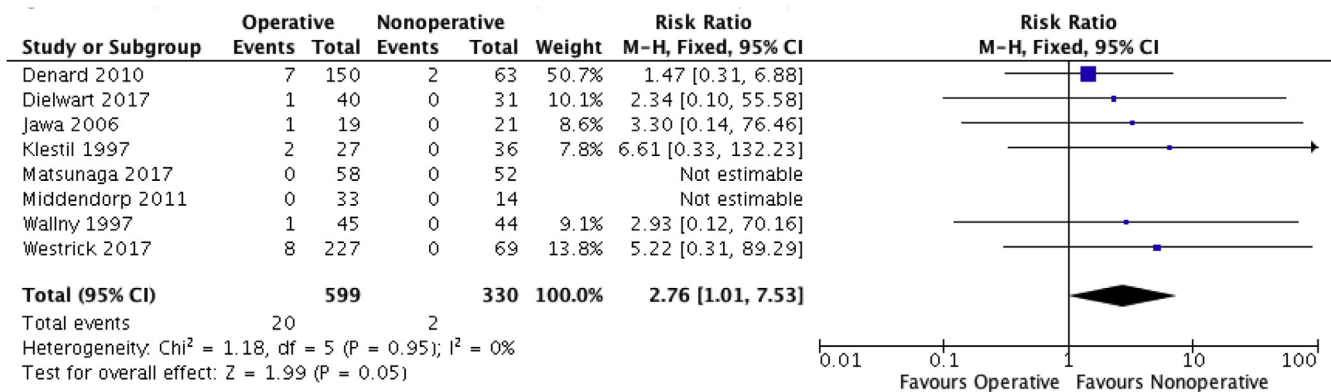 Operative Nonoperative Risk Ratio Risk Ratio
Study or Subgroup Events Total Events Total Weight M-H, Fixed, 95% CI M-H, Fixed, 95% CI
Denard 2010 7 150 2 63 50.7% 1.47 [0.31, 6.88]
Dielwart 2017 1 40 0 31 10.1% 2.34 [0.10, 55.58]
Jawa 2006 1 19 0 21 8.6% 3.30 [0.14, 76.46]
Klestil 1997 2 27 0 36 7.8% 6.61 [0.33, 132.23]
Matsunaga 2017 0 58 0 52 Not estimable
Middendorp 2011 0 33 0 14 Not estimable
Wallny 1997 1 45 0 44 9.1% 2.93 [0.12, 70.16]
Westrick 2017 8 227 0 69 13.8% 5.22 [0.31, 89.29]
Total (95% CI) 599 330 100.0% 2.76 [1.01, 7.53]
Total events 20 2
Heterogeneity: Chi² = 1.18, df = 5 (P = 0.95); I² = 0%
Test for overall effect: Z = 1.99 (P = 0.05)
0.01 0.1 1 10 100
Favours Operative Favours Nonoperative